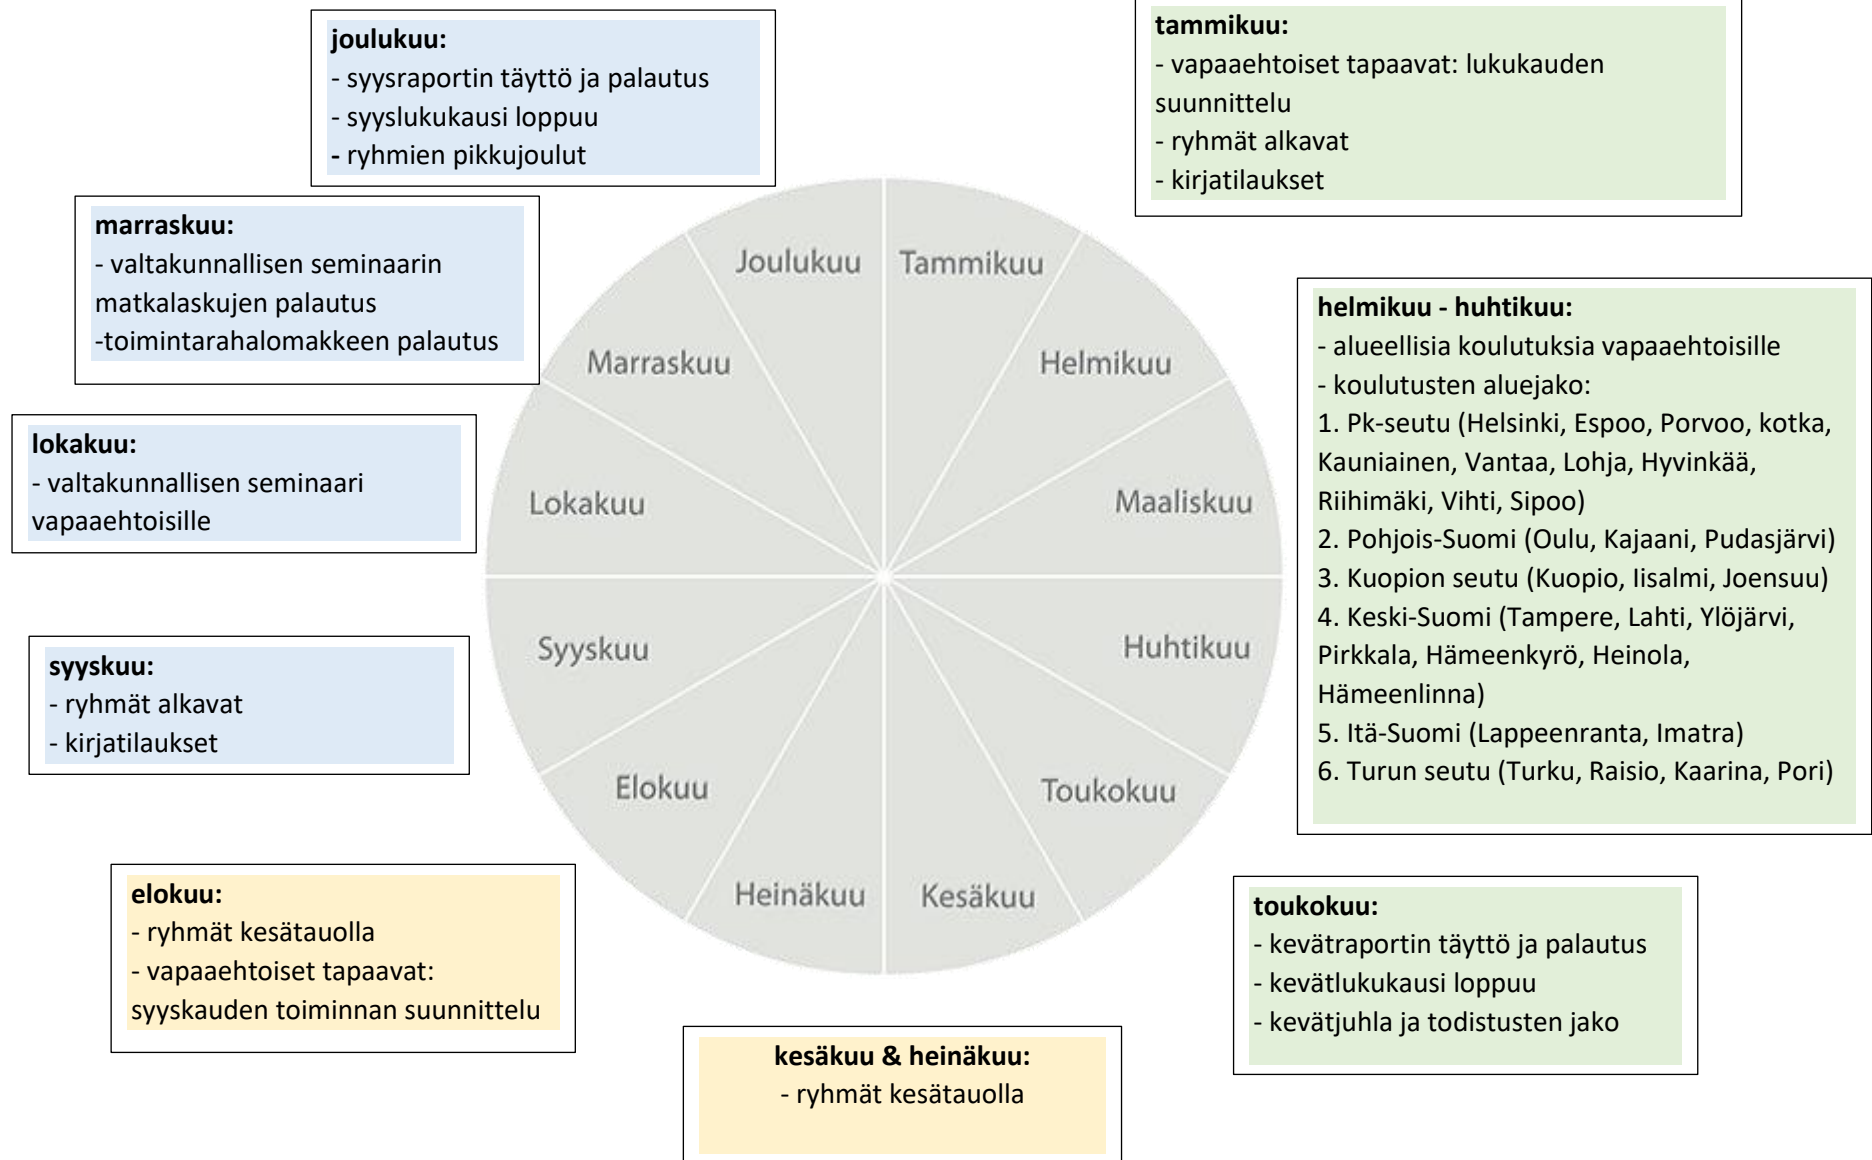 joulukuu:
- syysraportin täyttö ja palautus
- syyslukukausi loppuu
- ryhmien pikkujoulut
tammikuu:
- vapaaehtoiset tapaavat: lukukauden
suunnittelu
- ryhmät alkavat
- kirjatilaukset
marraskuu:
- valtakunnallisen seminaarin
matkalaskujen palautus
-toimintarahalomakkeen palautus
helmikuu - huhtikuu:
- alueellisia koulutuksia vapaaehtoisille
- koulutusten aluejako:
1. Pk-seutu (Helsinki, Espoo, Porvoo, kotka,
Kauniainen, Vantaa, Lohja, Hyvinkää,
Riihimäki, Vihti, Sipoo)
2. Pohjois-Suomi (Oulu, Kajaani, Pudasjärvi)
3. Kuopion seutu (Kuopio, Iisalmi, Joensuu)
4. Keski-Suomi (Tampere, Lahti, Ylöjärvi,
Pirkkala, Hämeenkyrö, Heinola,
Hämeenlinna)
5. Itä-Suomi (Lappeenranta, Imatra)
6. Turun seutu (Turku, Raisio, Kaarina, Pori)
lokakuu:
- valtakunnallisen seminaari
vapaaehtoisille
syyskuu:
- ryhmät alkavat
- kirjatilaukset
elokuu:
- ryhmät kesätauolla
- vapaaehtoiset tapaavat:
syyskauden toiminnan suunnittelu
kesäkuu & heinäkuu:
- ryhmät kesätauolla
toukokuu:
- kevätraportin täyttö ja palautus
- kevätlukukausi loppuu
- kevätjuhla ja todistusten jako
Joulukuu
Tammikuu
Marraskuu
Helmikuu
Lokakuu
Maaliskuu
Syyskuu
Huhtikuu
Elokuu
Toukokuu
Heinäkuu
Kesäkuu